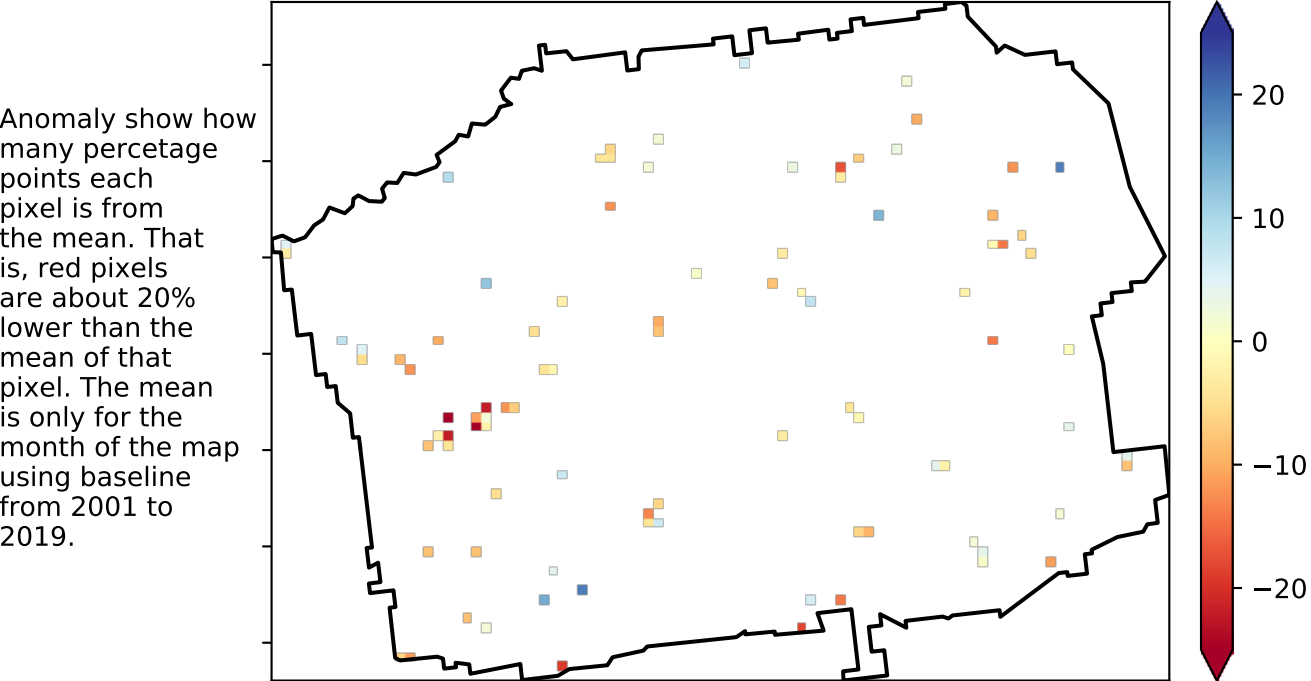 Anomaly show how
many percetage
points each
pixel is from
the mean. That
is, red pixels
are about 20%
lower than the
mean of that
pixel. The mean
is only for the
month of the map
using baseline
from 2001 to
2019.
20
10
0
−10
−20